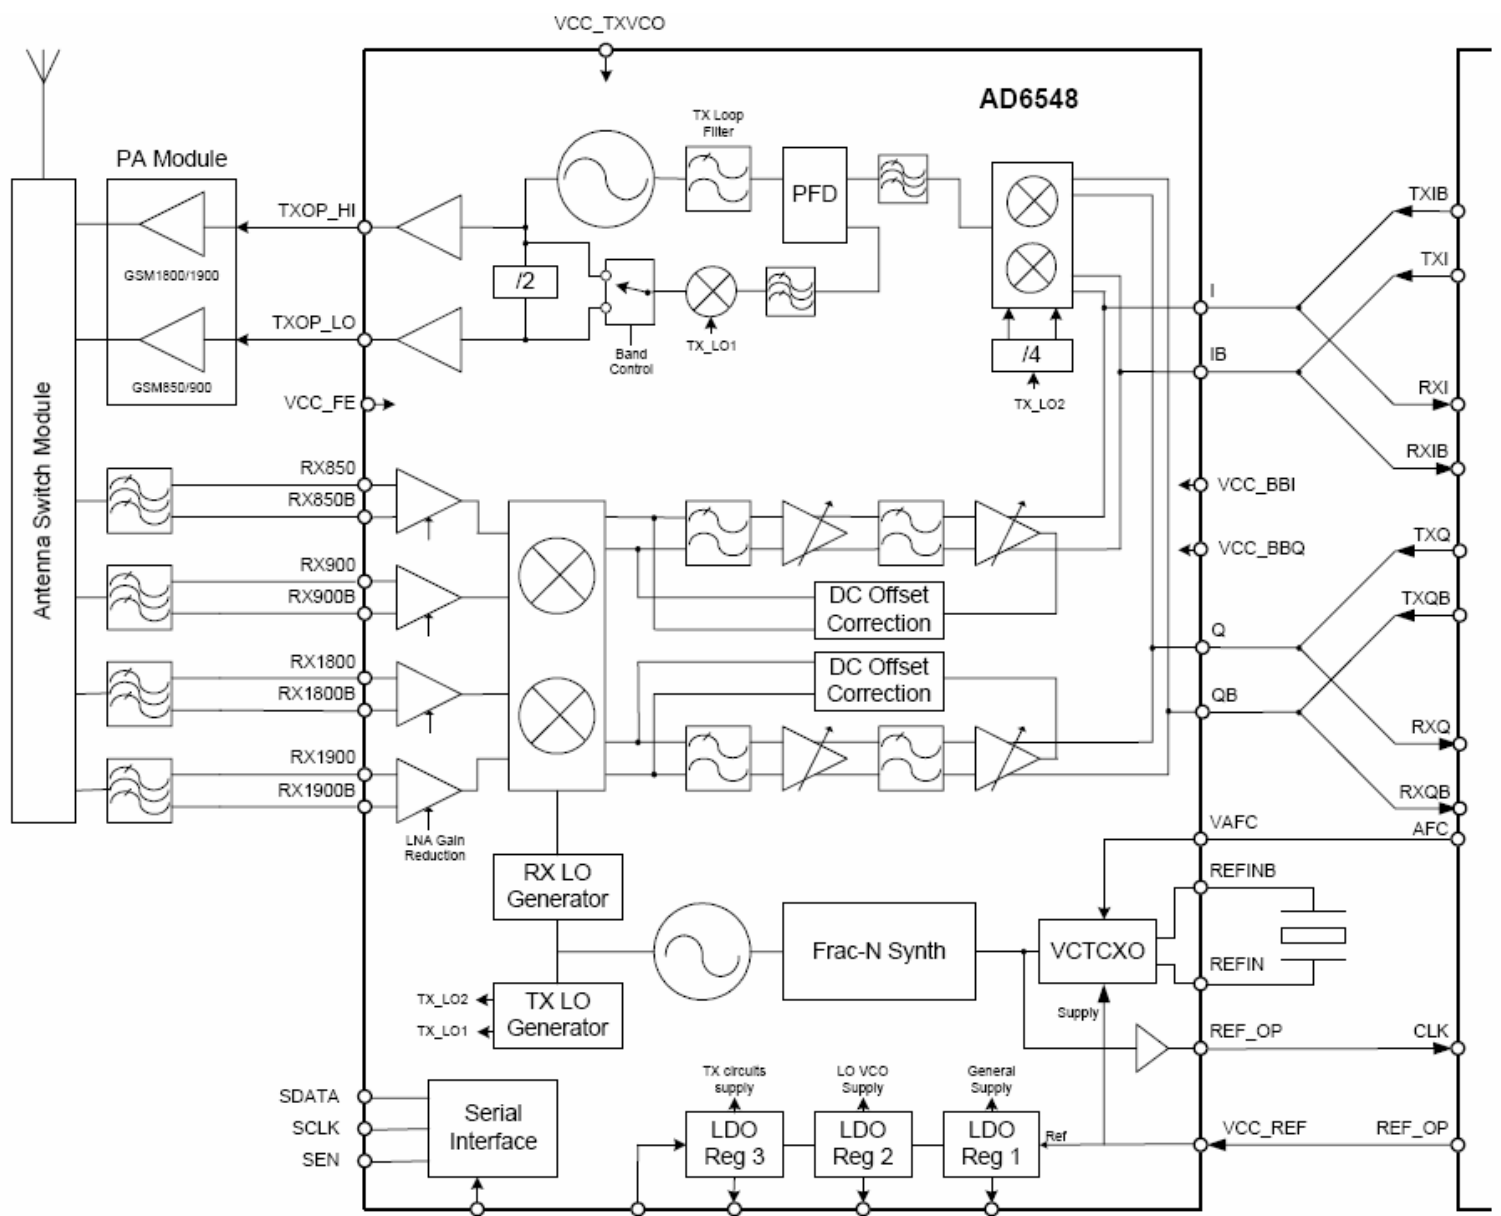 VCC_TXVCO
AD6548
TX Loop
Filter
PA Module
PFD
TXIB
TXOP_HI
TXI
GSM1800/1900
/2
I
TXOP_LO
TX_LO1
Band
Control
/4
IB
GSM850/900
RXI
VCC_FE
TX_LO2
RXIB
Antenna Switch Module
RX850
RX850B
VCC_BBI
TXQ
VCC_BBQ
RX900
RX900B
DC Offset
Correction
TXQB
Q
RX1800
RX1800B
DC Offset
Correction
QB
RXQ
RX1900
RX1900B
RXQB
LNA Gain
Reduction
VAFC
AFC
RX LO
Generator
REFINB
Frac-N Synth
VCTCXO
REFIN
TX_LO2
TX_LO1
TX LO
Generator
Supply
REF_OP
CLK
TX circuits
supply
LO VCO
Supply
General
Supply
SDATA
SCLK
SEN
Serial
Interface
LDO
Reg 3
LDO
Reg 2
LDO
Reg 1
Ref
VCC_REF
REF_OP